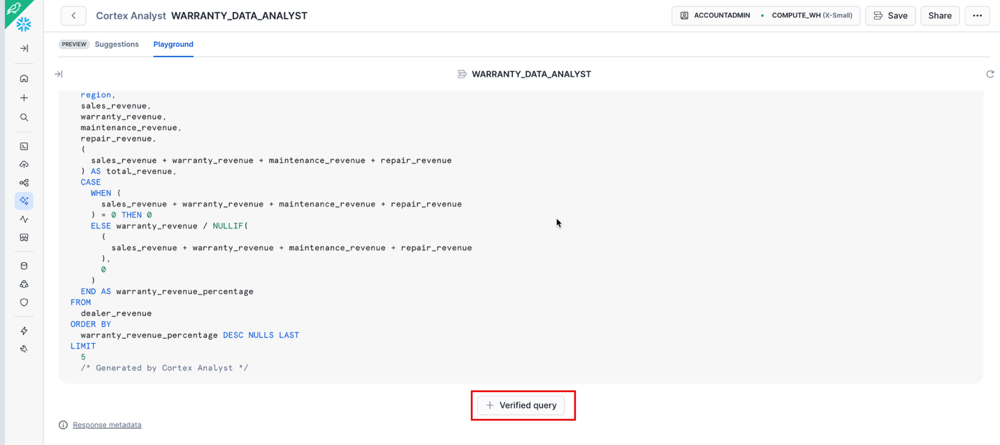 Cortex Analyst WARRANTY_DATA_ANALYST
ACCOUNTADMIN • COMPUTE_WH (X-Small)
Save
Share
PREVIEW Suggestions Playground
WARRANTY_DATA_ANALYST
region,
sales_revenue,
warranty_revenue,
maintenance_revenue,
repair_revenue,
(
sales_revenue + warranty_revenue + maintenance_revenue + repair_revenue
) AS total_revenue,
CASE
WHEN (
sales_revenue + warranty_revenue + maintenance_revenue + repair_revenue
) = 0 THEN 0
ELSE warranty_revenue / NULLIF(
(
sales_revenue + warranty_revenue + maintenance_revenue + repair_revenue
),
0
)
END AS warranty_revenue_percentage
FROM
dealer_revenue
ORDER BY
warranty_revenue_percentage DESC NULLS LAST
LIMIT
5
/* Generated by Cortex Analyst */
+ Verified query
Response metadata